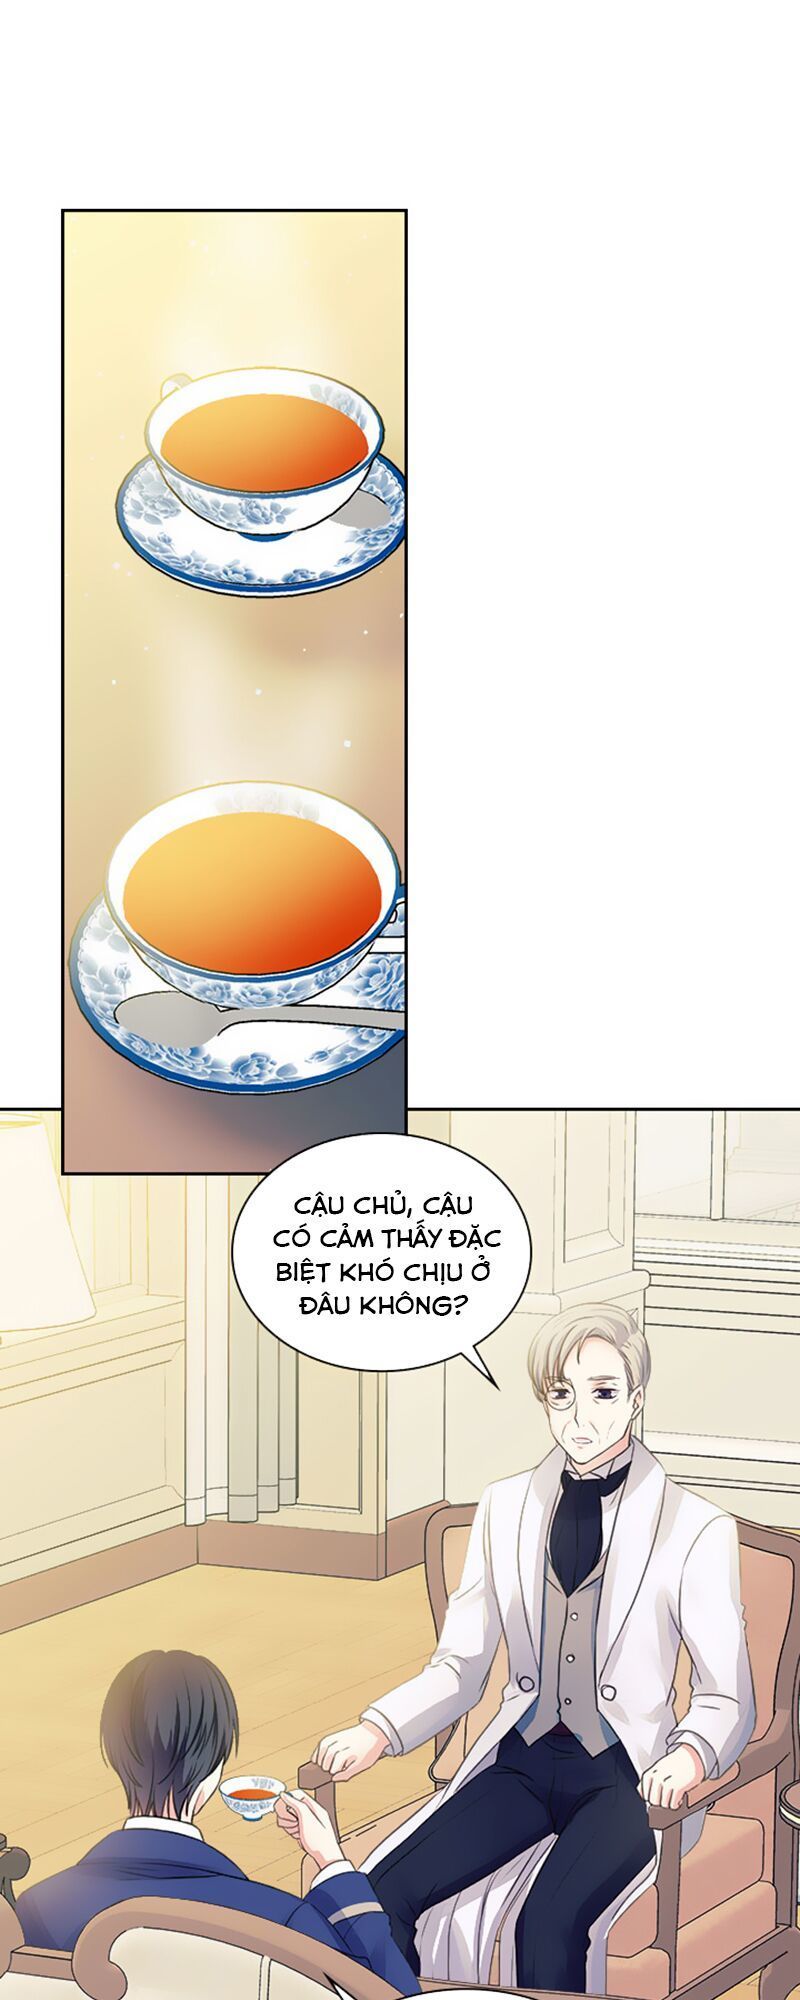 CẬU CHỦ, CẬU
CÓ CẢM THẤY ĐẶC
BIỆT KHÓ CHỊU Ở
ĐÂU KHÔNG?